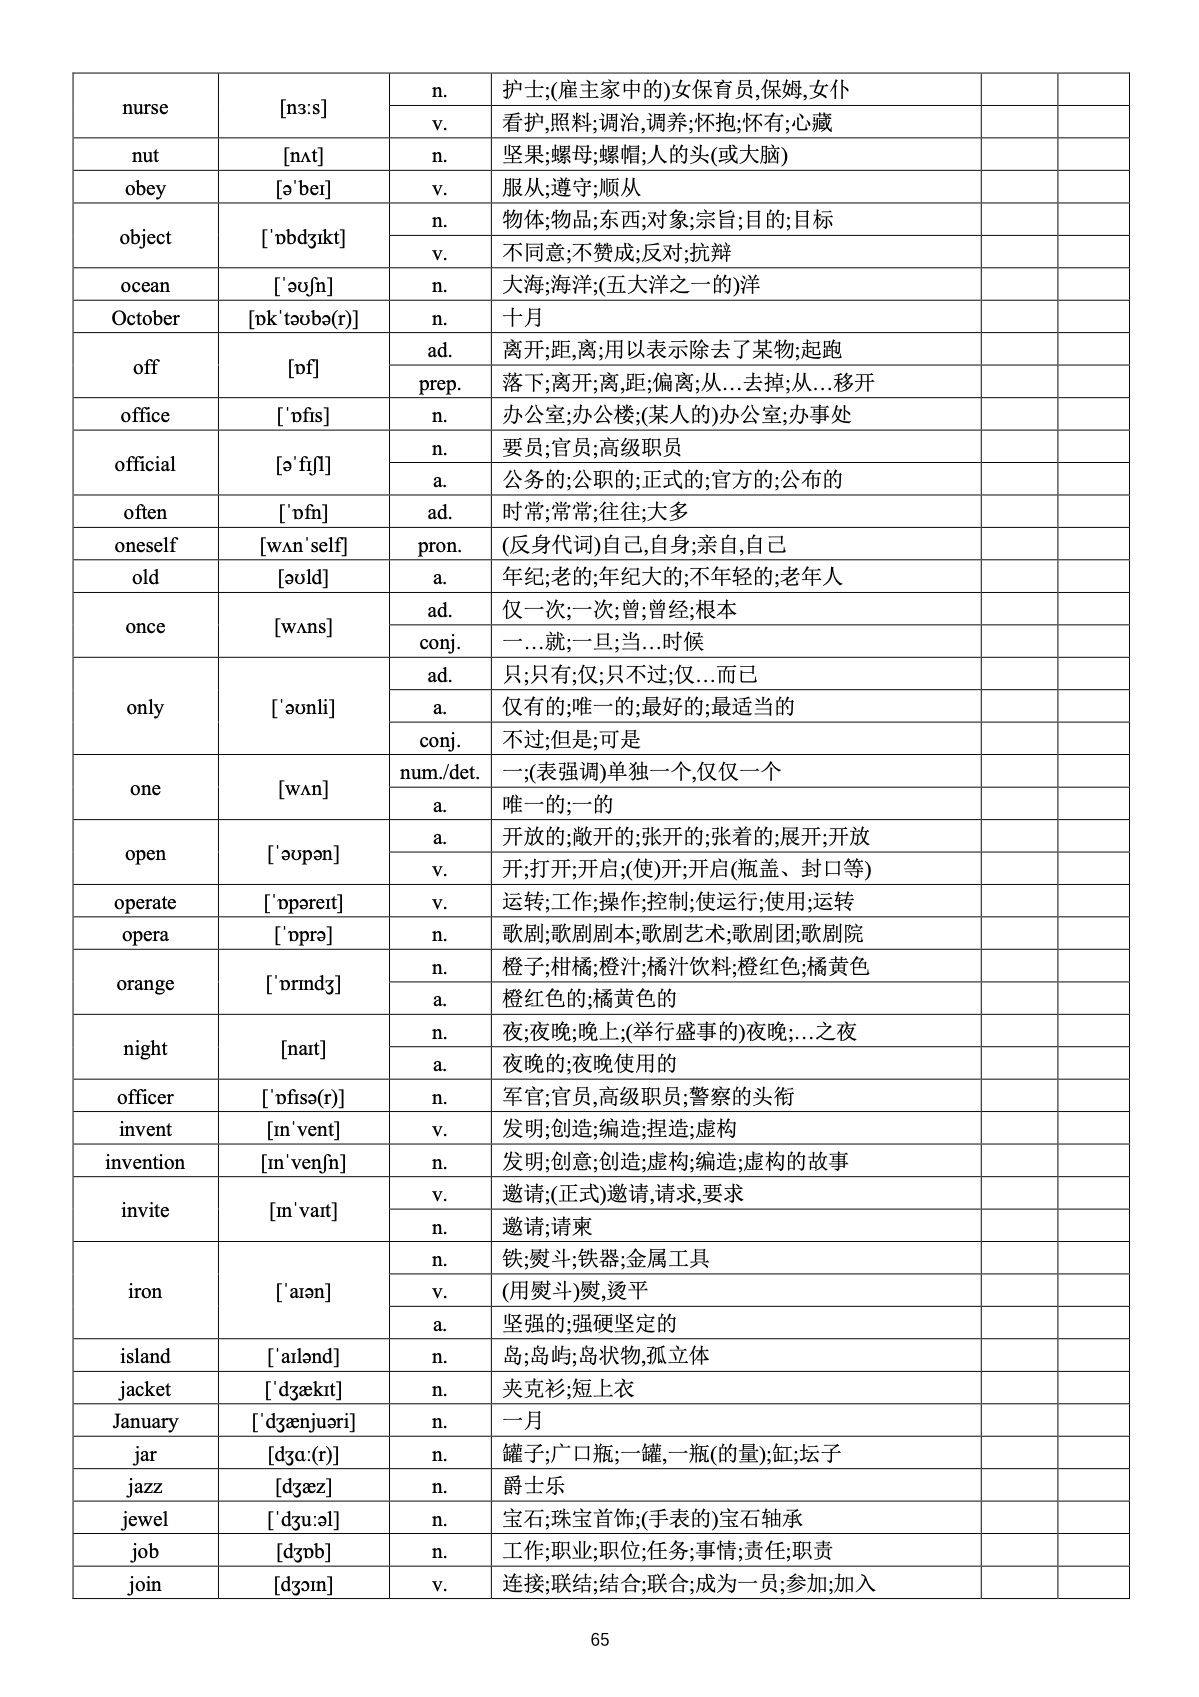 nurse [nɜːs] n. 护士;(雇主家中的)女保育员,保姆,女仆
v. 看护,照料;调治,调养;怀抱;怀有;心藏
nut [nʌt] n. 坚果;螺母;螺帽;人的头(或大脑)
obey [əˈbeɪ] v. 服从;遵守;顺从
object [ˈɒbdʒɪkt] n. 物体;物品;东西;对象;宗旨;目的;目标
v. 不同意;不赞成;反对;抗辩
ocean [ˈəʊʃn] n. 大海;海洋;(五大洋之一的)洋
October [ɒkˈtəʊbə(r)] n. 十月
off [ɒf] ad. 离开;距,离;用以表示除去了某物;起跑
prep. 落下;离开;离,距;偏离;从…去掉;从…移开
office [ˈɒfɪs] n. 办公室;办公楼;(某人的)办公室;办事处
official [əˈfɪʃl] n. 要员;官员;高级职员
a. 公务的;公职的;正式的;官方的;公布的
often [ˈɒfn] ad. 时常;常常;往往;大多
oneself [wʌnˈself] pron. (反身代词)自己,自身;亲自,自己
old [əʊld] a. 年纪;老的;年纪大的;不年轻的;老年人
once [wʌns] ad. 仅一次;一次;曾;曾经;根本
conj. 一…就;一旦;当…时候
only [ˈəʊnli] ad. 只;只有;仅;只不过;仅…而已
a. 仅有的;唯一的;最好的;最适当的
conj. 不过;但是;可是
one [wʌn] num./det. 一;(表强调)单独一个,仅仅一个
a. 唯一的;一的
open [ˈəʊpən] a. 开放的;敞开的;张开的;张着的;展开;开放
v. 开;打开;开启;(使)开;开启(瓶盖、封口等)
operate [ˈɒpəreɪt] v. 运转;工作;操作;控制;使运行;使用;运转
opera [ˈɒprə] n. 歌剧;歌剧剧本;歌剧艺术;歌剧团;歌剧院
orange [ˈɒrɪndʒ] n. 橙子;柑橘;橙汁;橘汁饮料;橙红色;橘黄色
a. 橙红色的;橘黄色的
night [naɪt] n. 夜;夜晚;晚上;(举行盛事的)夜晚;…之夜
a. 夜晚的;夜晚使用的
officer [ˈɒfɪsə(r)] n. 军官;官员,高级职员;警察的头衔
invent [ɪnˈvent] v. 发明;创造;编造;捏造;虚构
invention [ɪnˈvenʃn] n. 发明;创意;创造;虚构;编造;虚构的故事
invite [ɪnˈvaɪt] v. 邀请;(正式)邀请,请求,要求
n. 邀请;请柬
iron [ˈaɪən] n. 铁;熨斗;铁器;金属工具
v. (用熨斗)熨,烫平
a. 坚强的;强硬坚定的
island [ˈaɪlənd] n. 岛;岛屿;岛状物,孤立体
jacket [ˈdʒækɪt] n. 夹克衫;短上衣
January [ˈdʒænjuəri] n. 一月
jar [dʒɑː(r)] n. 罐子;广口瓶;一罐,一瓶(的量);缸;坛子
jazz [dʒæz] n. 爵士乐
jewel [ˈdʒuːəl] n. 宝石;珠宝首饰;(手表的)宝石轴承
job [dʒɒb] n. 工作;职业;职位;任务;事情;责任;职责
join [dʒɔɪn] v. 连接;联结;结合;联合;成为一员;参加;加入
65